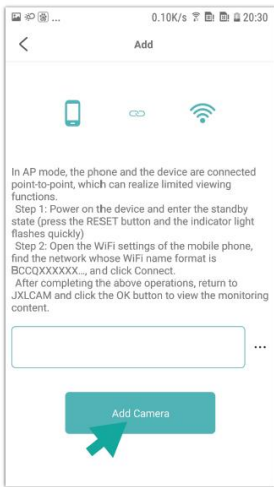 ... 0.10K/s 20:30
Add
In AP mode, the phone and the device are connected
point-to-point, which can realize limited viewing
functions.
Step 1: Power on the device and enter the standby
state (press the RESET button and the indicator light
flashes quickly)
Step 2: Open the WiFi settings of the mobile phone,
find the network whose WiFi name format is
BCCQXXXXXX..., and click Connect.
After completing the above operations, return to
JXLCAM and click the OK button to view the monitoring
content.
...
Add Camera